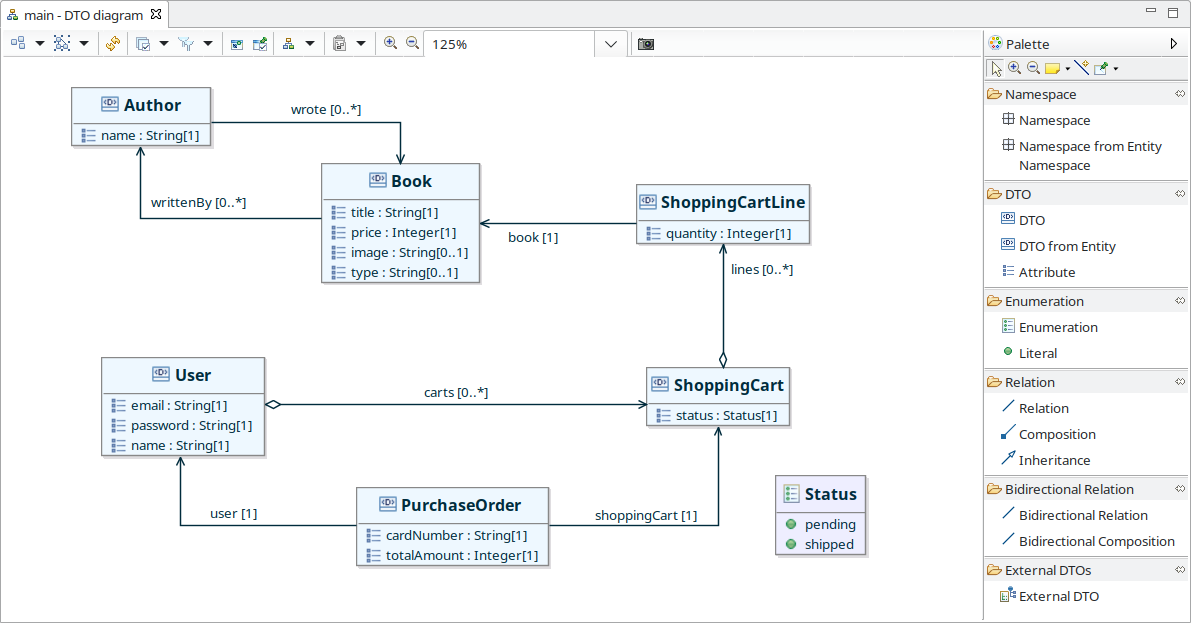 main - DTO diagram
125%
Author
name : String[1]
wrote [0..*]
writtenBy [0..*]
Book
title : String[1]
price : Integer[1]
image : String[0..1]
type : String[0..1]
book [1]
ShoppingCartLine
quantity : Integer[1]
lines [0..*]
User
email : String[1]
password : String[1]
name : String[1]
carts [0..*]
ShoppingCart
status : Status[1]
user [1]
PurchaseOrder
cardNumber : String[1]
totalAmount : Integer[1]
shoppingCart [1]
Status
pending
shipped
Palette
Namespace
Namespace
Namespace from Entity
Namespace
DTO
DTO
DTO from Entity
Attribute
Enumeration
Enumeration
Literal
Relation
Relation
Composition
Inheritance
Bidirectional Relation
Bidirectional Relation
Bidirectional Composition
External DTOs
External DTO